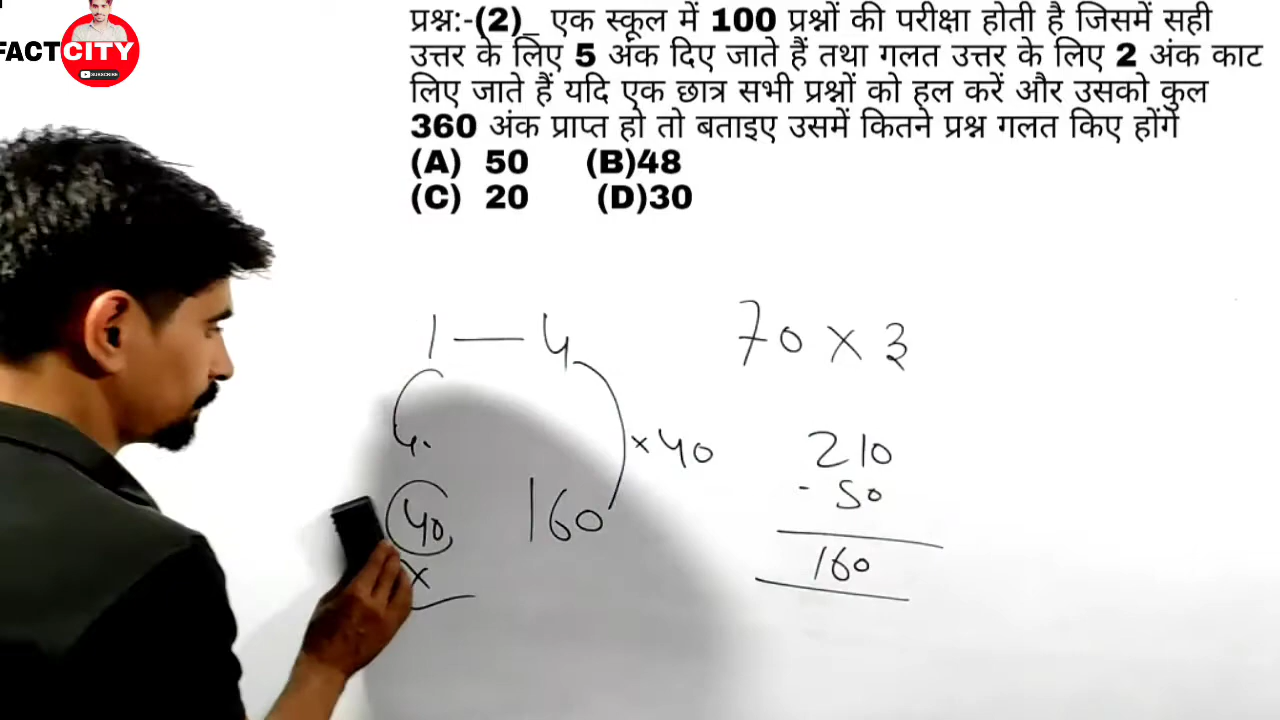 FACTCITY
SUBSCRIBE
प्रश्न:-(2)_ एक स्कूल में 100 प्रश्नों की परीक्षा होती है जिसमें सही
उत्तर के लिए 5 अंक दिए जाते हैं तथा गलत उत्तर के लिए 2 अंक काट
लिए जाते हैं यदि एक छात्र सभी प्रश्नों को हल करें और उसको कुल
360 अंक प्राप्त हो तो बताइए उसमें कितने प्रश्न गलत किए होंगे
(A) 50 (B)48
(C) 20 (D)30
1 — 4
70 × 3
× 40
210
- 50
40
160
160
×